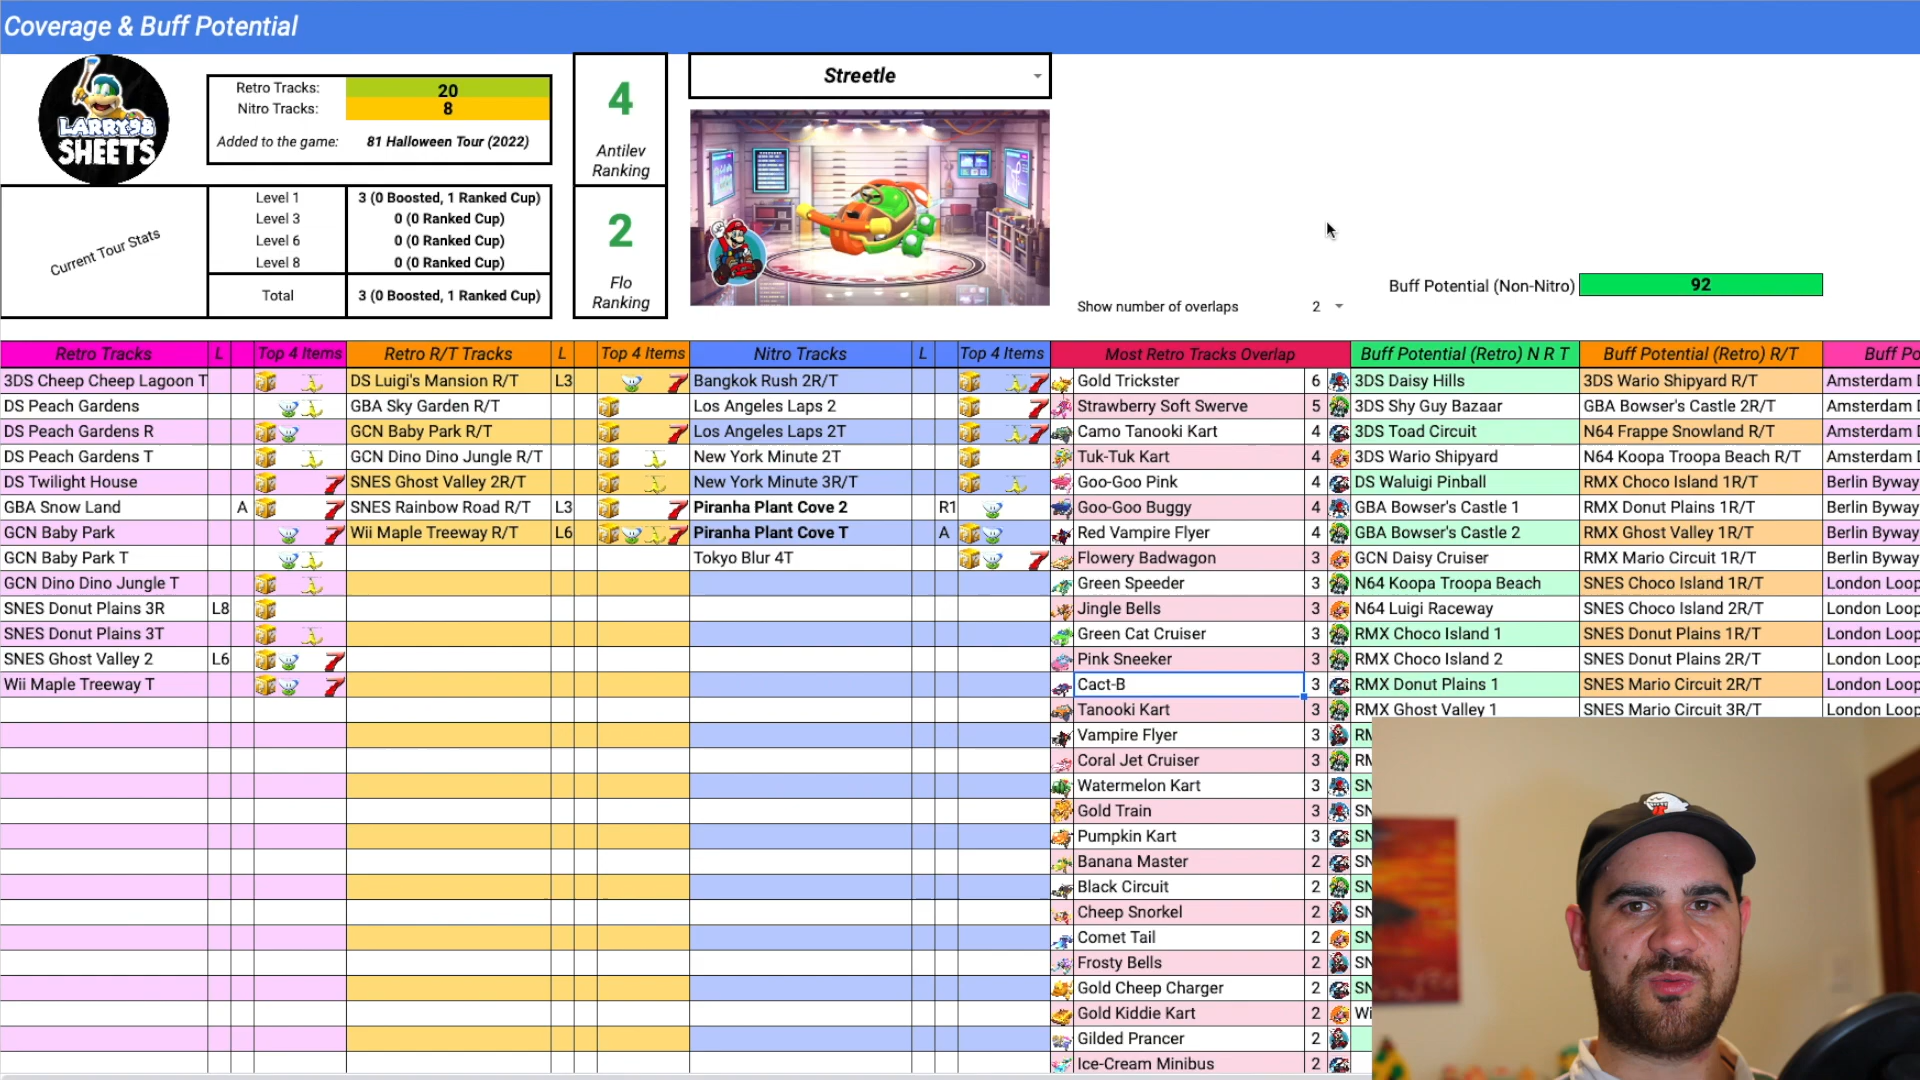 Coverage & Buff Potential
LARRY98
SHEETS
Retro Tracks: 20
Nitro Tracks: 8
Added to the game: 81 Halloween Tour (2022)
4
Antilev
Ranking
2
Flo
Ranking
Streetle
Current Tour Stats
Level 1 3 (0 Boosted, 1 Ranked Cup)
Level 3 0 (0 Ranked Cup)
Level 6 0 (0 Ranked Cup)
Level 8 0 (0 Ranked Cup)
Total 3 (0 Boosted, 1 Ranked Cup)
Show number of overlaps 2
Buff Potential (Non-Nitro) 92
Retro Tracks L Top 4 Items Retro R/T Tracks L Top 4 Items Nitro Tracks L Top 4 Items Most Retro Tracks Overlap Buff Potential (Retro) N R T Buff Potential (Retro) R/T Buff Po
3DS Cheep Cheep Lagoon T DS Luigi's Mansion R/T L3 Bangkok Rush 2R/T Gold Trickster 6 3DS Daisy Hills 3DS Wario Shipyard R/T Amsterdam D
DS Peach Gardens GBA Sky Garden R/T Los Angeles Laps 2 Strawberry Soft Swerve 5 3DS Shy Guy Bazaar GBA Bowser's Castle 2R/T Amsterdam D
DS Peach Gardens R GCN Baby Park R/T Los Angeles Laps 2T Camo Tanooki Kart 4 3DS Toad Circuit N64 Frappe Snowland R/T Amsterdam D
DS Peach Gardens T GCN Dino Dino Jungle R/T New York Minute 2T Tuk-Tuk Kart 4 3DS Wario Shipyard N64 Koopa Troopa Beach R/T Amsterdam D
DS Twilight House SNES Ghost Valley 2R/T New York Minute 3R/T Goo-Goo Pink 4 DS Waluigi Pinball RMX Choco Island 1R/T Berlin Byway
GBA Snow Land A SNES Rainbow Road R/T L3 Piranha Plant Cove 2 R1 Goo-Goo Buggy 4 GBA Bowser's Castle 1 RMX Donut Plains 1R/T Berlin Byway
GCN Baby Park Wii Maple Treeway R/T L6 Piranha Plant Cove T A Red Vampire Flyer 4 GBA Bowser's Castle 2 RMX Ghost Valley 1R/T Berlin Byway
GCN Baby Park T Tokyo Blur 4T Flowery Badwagon 3 GCN Daisy Cruiser RMX Mario Circuit 1R/T Berlin Byway
GCN Dino Dino Jungle T Green Speeder 3 N64 Koopa Troopa Beach SNES Choco Island 1R/T London Loop
SNES Donut Plains 3R L8 Jingle Bells 3 N64 Luigi Raceway SNES Choco Island 2R/T London Loop
SNES Donut Plains 3T Green Cat Cruiser 3 RMX Choco Island 1 SNES Donut Plains 1R/T London Loop
SNES Ghost Valley 2 L6 Pink Sneeker 3 RMX Choco Island 2 SNES Donut Plains 2R/T London Loop
Wii Maple Treeway T Cact-B 3 RMX Donut Plains 1 SNES Mario Circuit 2R/T London Loop
Tanooki Kart 3 RMX Ghost Valley 1 SNES Mario Circuit 3R/T London Loop
Vampire Flyer 3 RM
Coral Jet Cruiser 3 RM
Watermelon Kart 3 SN
Gold Train 3 SN
Pumpkin Kart 3 SN
Banana Master 2 SN
Black Circuit 2 SN
Cheep Snorkel 2 SN
Comet Tail 2 SN
Frosty Bells 2 SN
Gold Cheep Charger 2 SN
Gold Kiddie Kart 2 Wi
Gilded Prancer 2
Ice-Cream Minibus 2